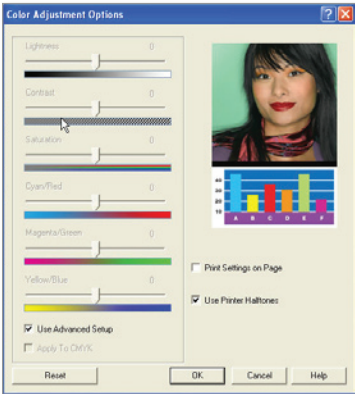 Color Adjustment Options
Lightness 0
Contrast 0
Saturation 0
Cyan/Red 0
Magenta/Green 0
Yellow/Blue 0
Use Advanced Setup
Apply To CMYK
40
30
20
10
A B C D E F
Print Settings on Page
Use Printer Halftones
Reset OK Cancel Help